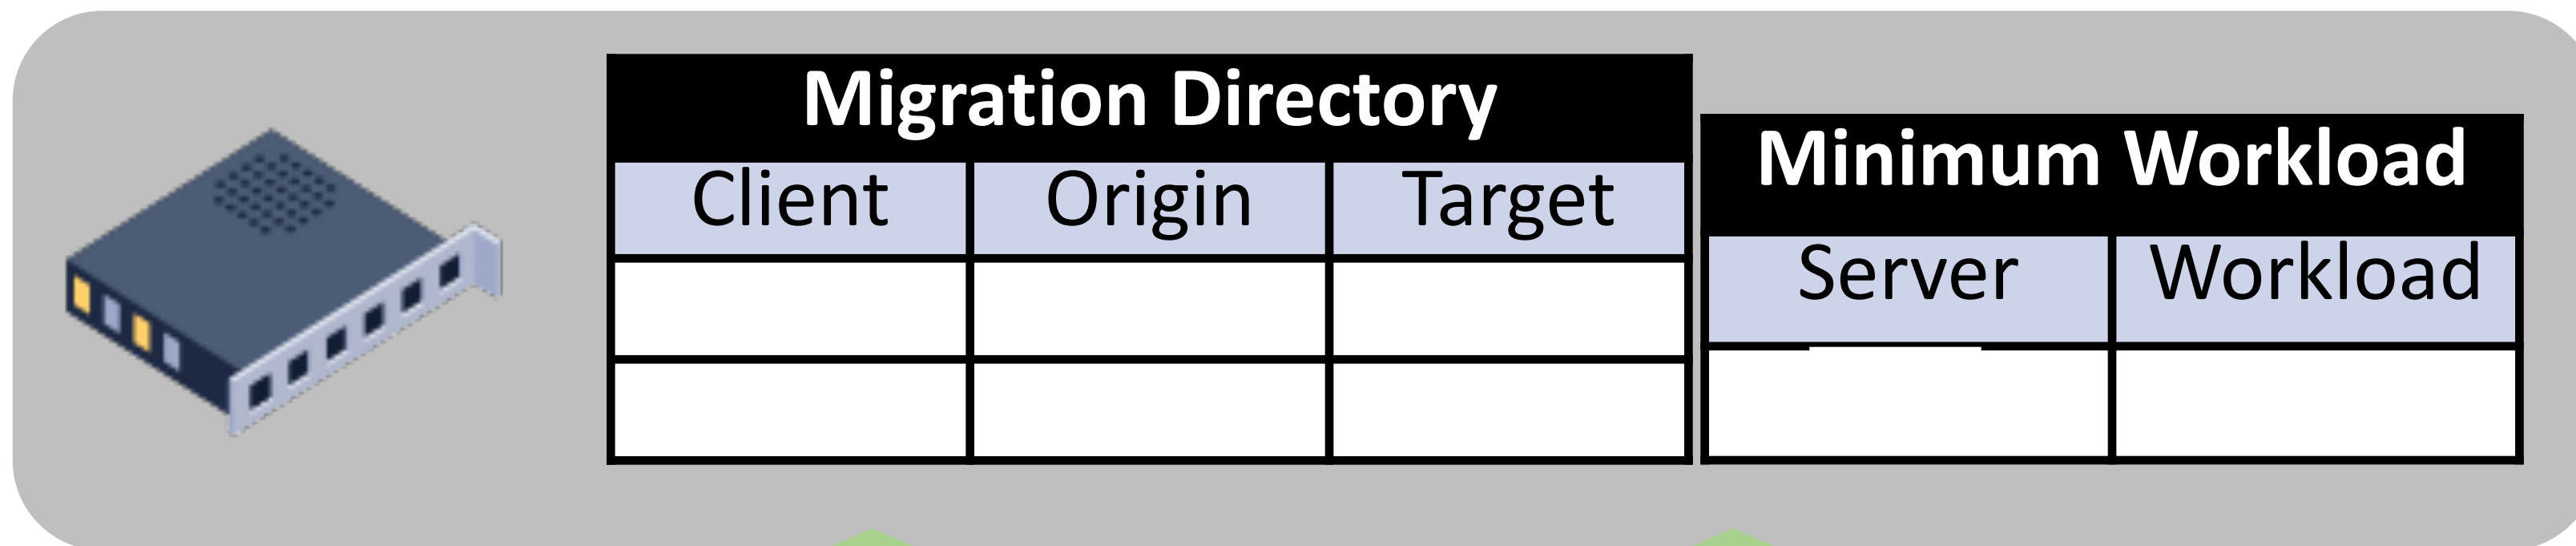 Migration Directory
Client Origin Target
Minimum Workload
Server Workload